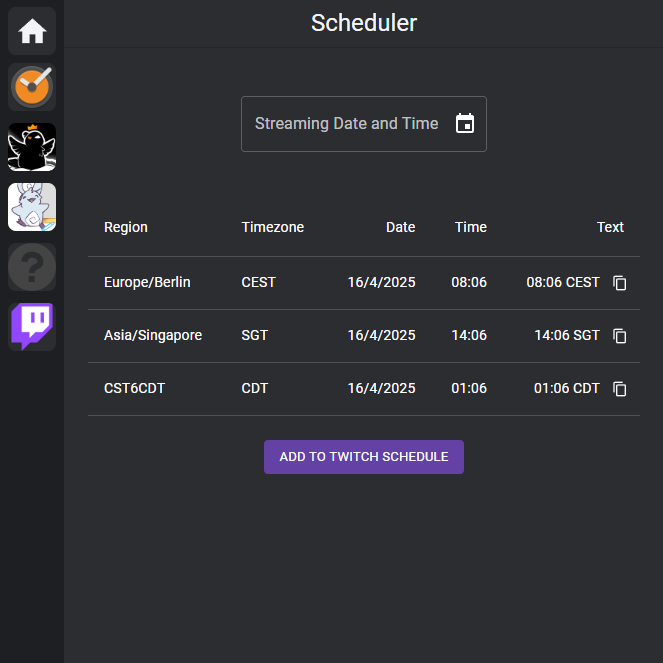 Scheduler
Streaming Date and Time
Region Timezone Date Time Text
Europe/Berlin CEST 16/4/2025 08:06 08:06 CEST
Asia/Singapore SGT 16/4/2025 14:06 14:06 SGT
CST6CDT CDT 16/4/2025 01:06 01:06 CDT
ADD TO TWITCH SCHEDULE
?